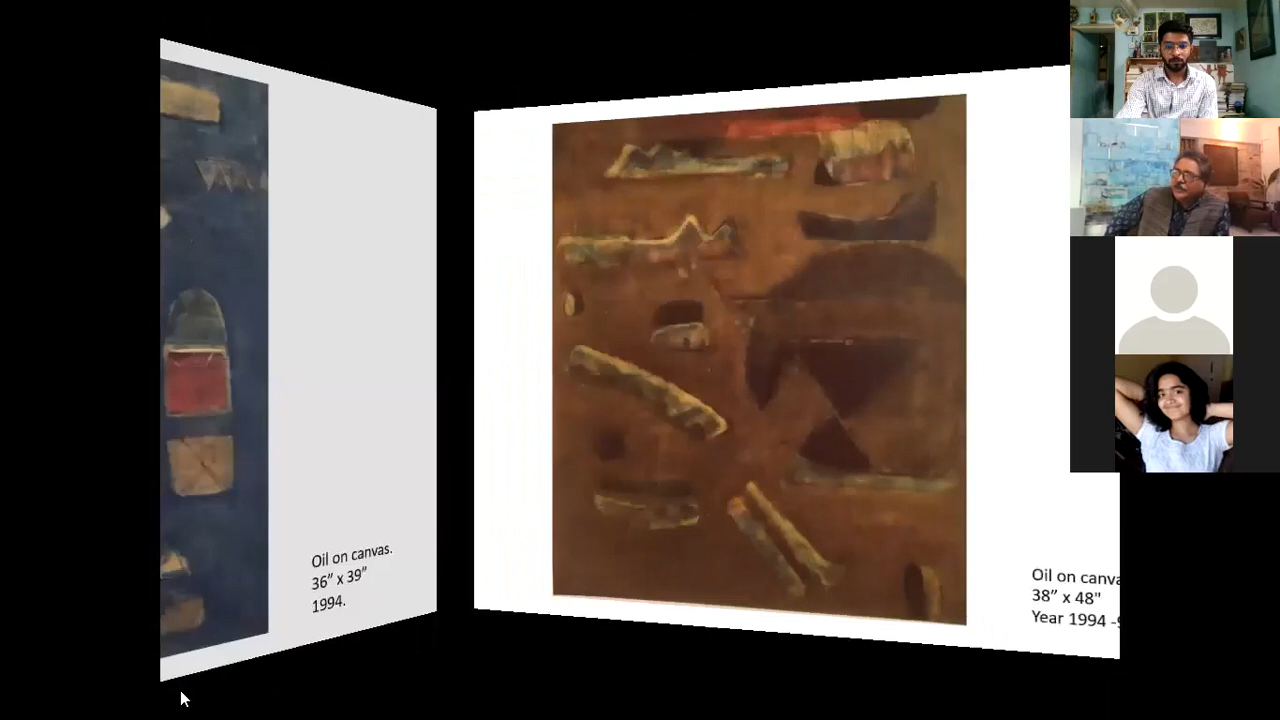 Oil on canvas.
36” x 39”
1994.
Oil on canva
38” x 48"
Year 1994 -